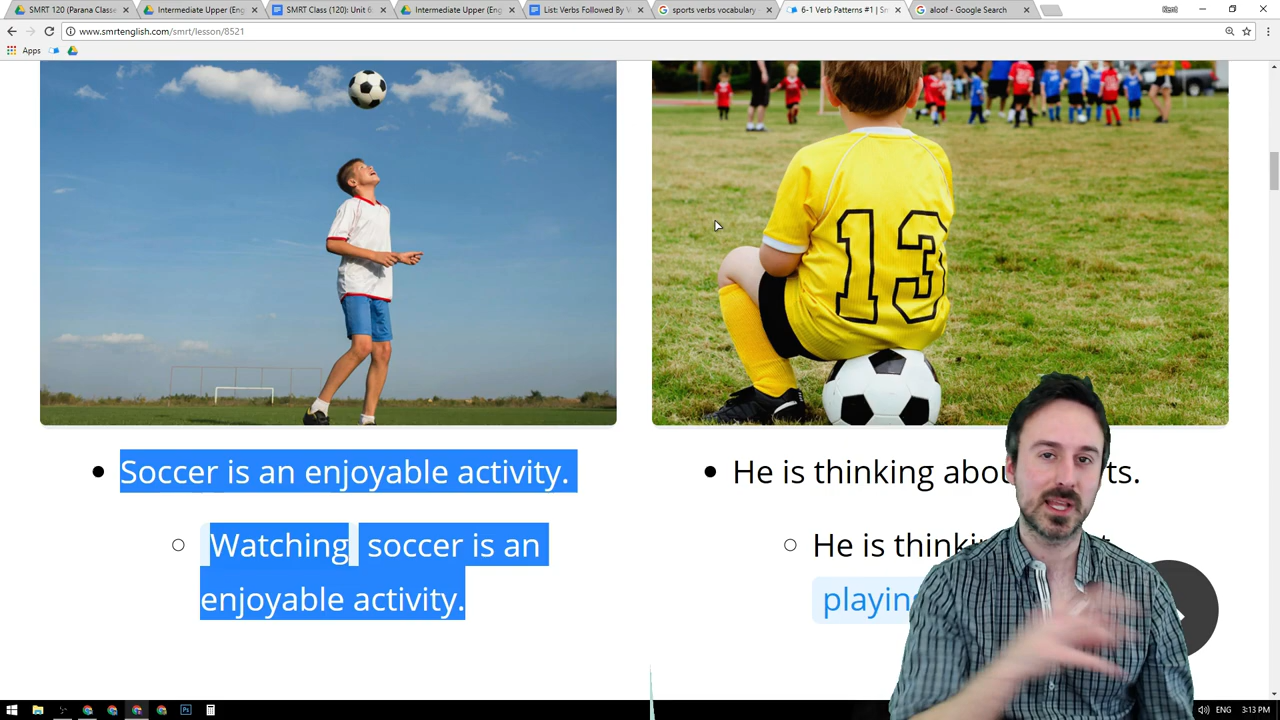 SMRT 120 (Parana Classe
Intermediate Upper (Eng
SMRT Class (120): Unit 6
Intermediate Upper (Eng
List: Verbs Followed By V
sports verbs vocabulary
6-1 Verb Patterns #1 | Sm
aloof - Google Search
www.smrtenglish.com/smrt/lesson/8521
Apps
13
Soccer is an enjoyable activity.
Watching soccer is an
enjoyable activity.
He is thinking abou ts.
He is thinki
playing
ENG 3:13 PM